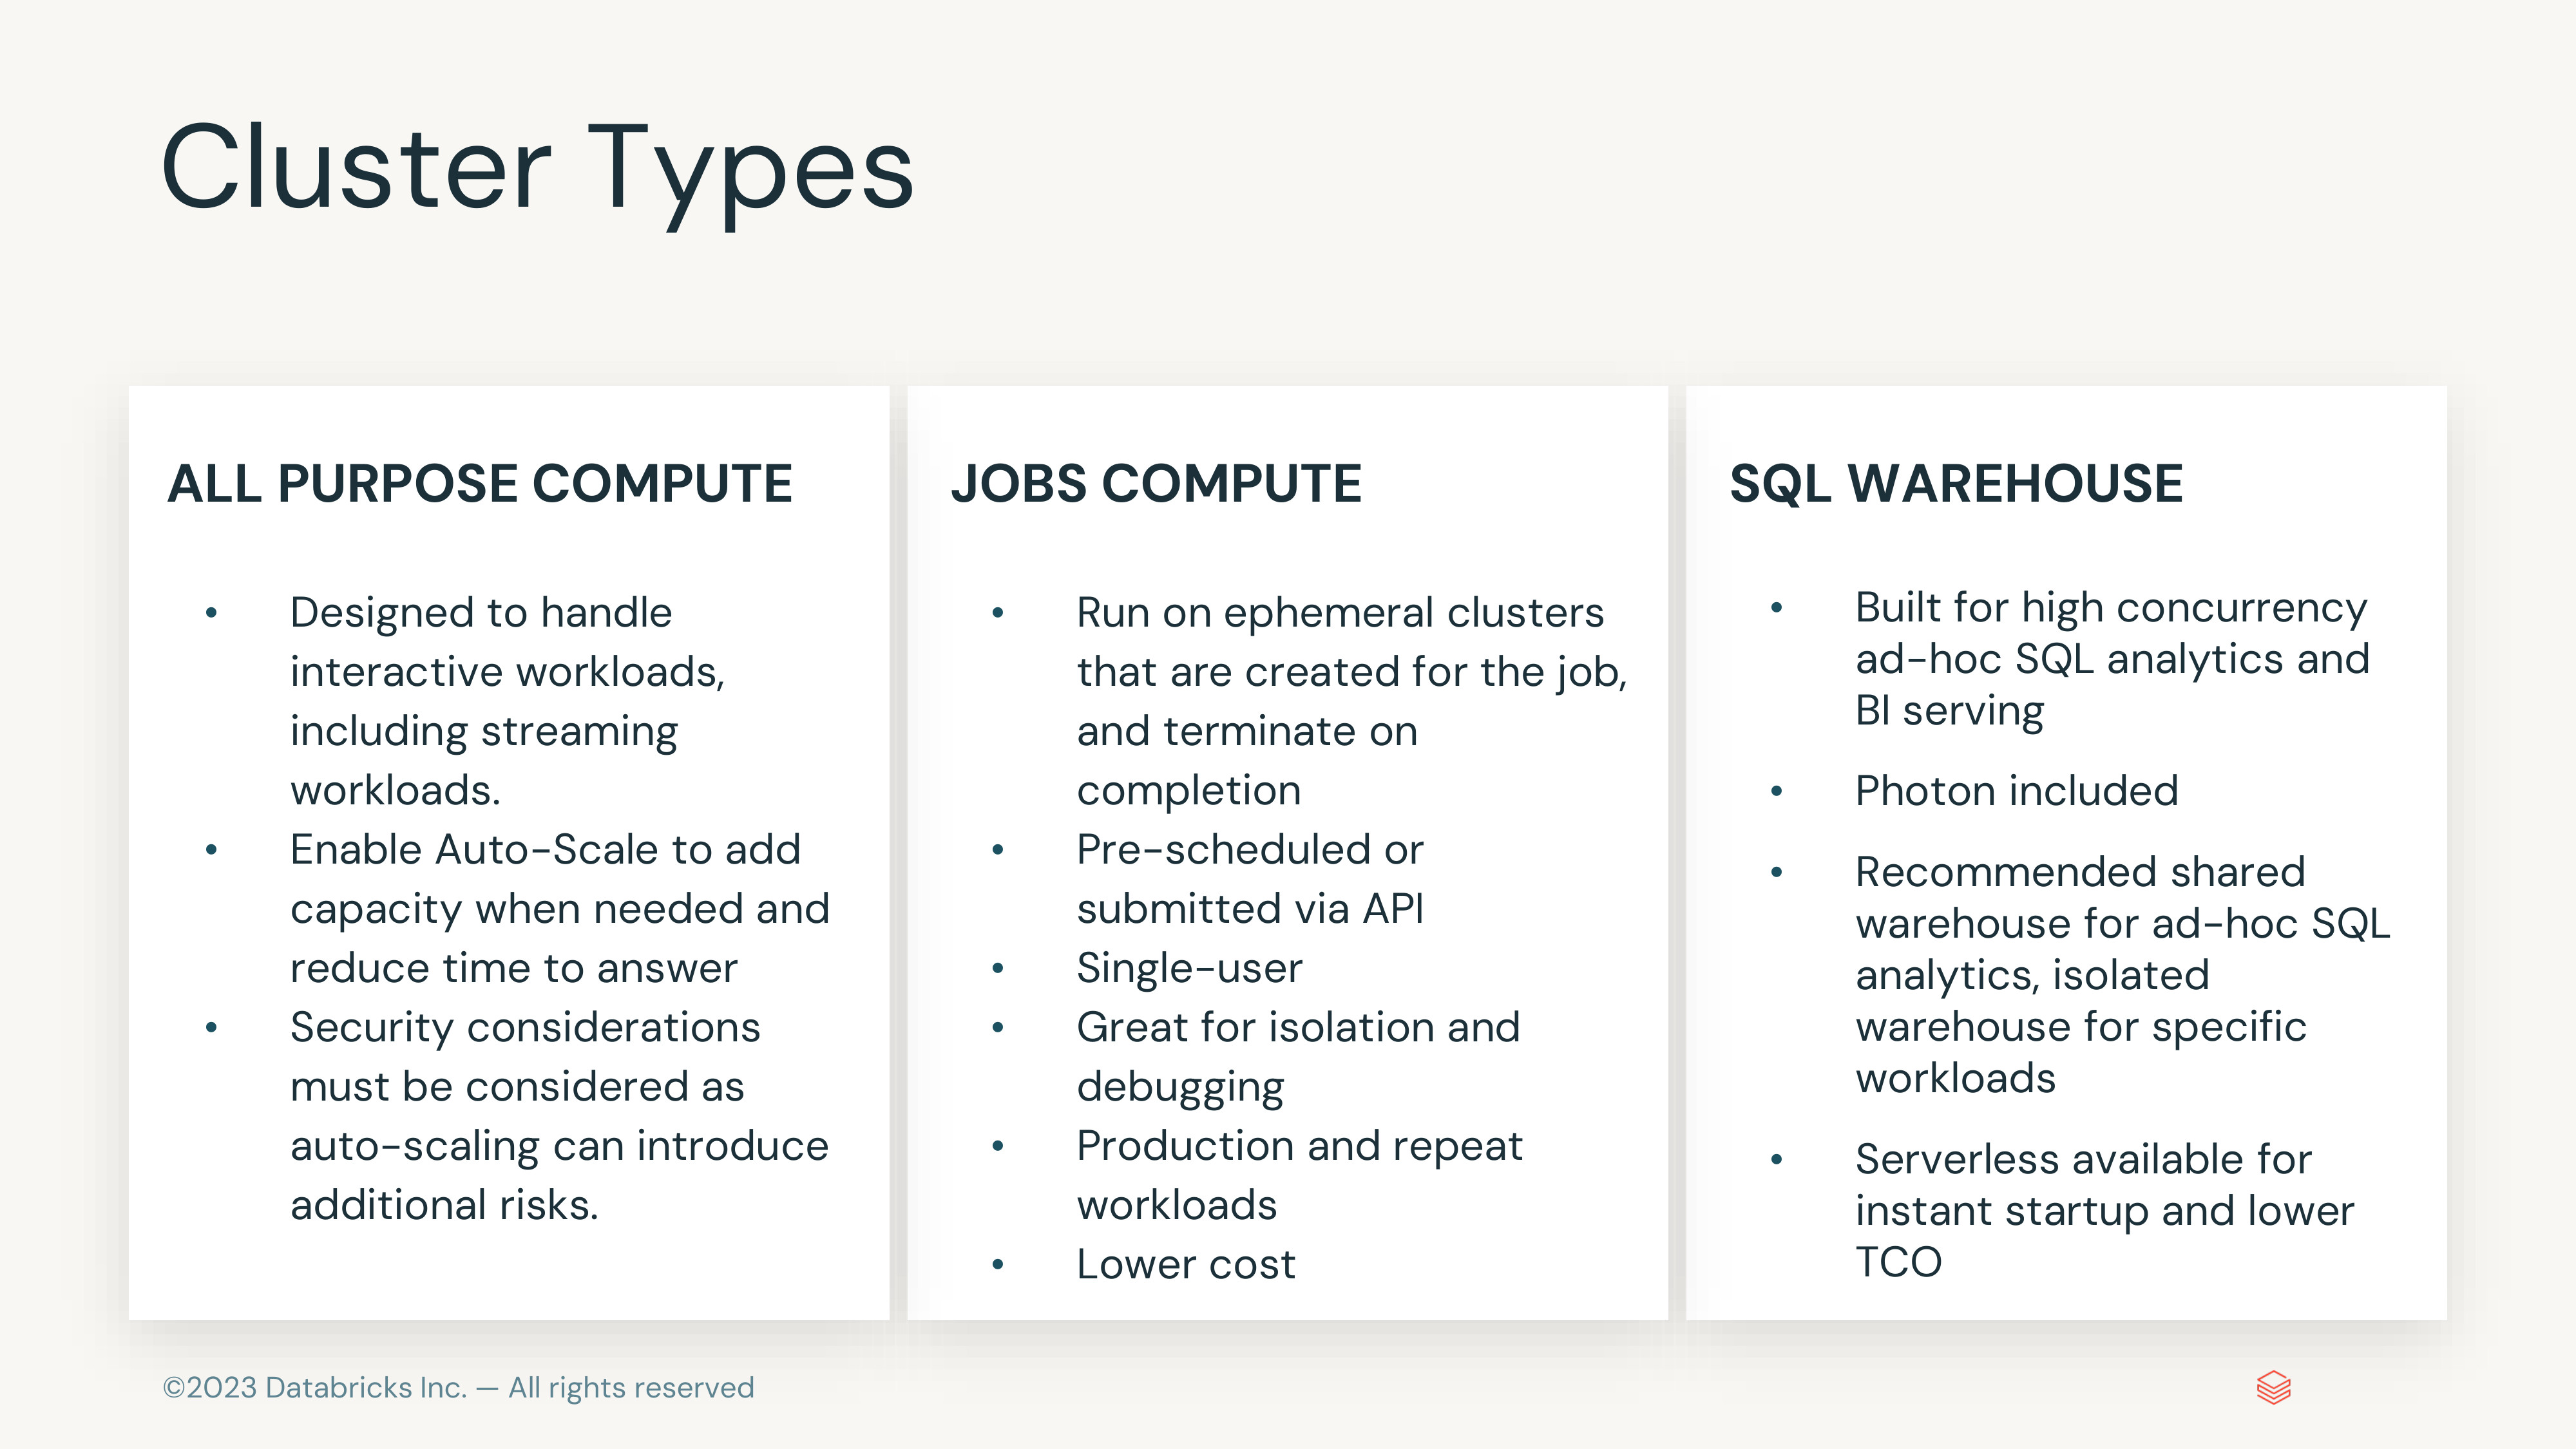 Cluster Types
ALL PURPOSE COMPUTE
• Designed to handle
interactive workloads,
including streaming
workloads.
• Enable Auto-Scale to add
capacity when needed and
reduce time to answer
• Security considerations
must be considered as
auto-scaling can introduce
additional risks.
JOBS COMPUTE
• Run on ephemeral clusters
that are created for the job,
and terminate on
completion
• Pre-scheduled or
submitted via API
• Single-user
• Great for isolation and
debugging
• Production and repeat
workloads
• Lower cost
SQL WAREHOUSE
• Built for high concurrency
ad-hoc SQL analytics and
BI serving
• Photon included
• Recommended shared
warehouse for ad-hoc SQL
analytics, isolated
warehouse for specific
workloads
• Serverless available for
instant startup and lower
TCO
©2023 Databricks Inc. — All rights reserved